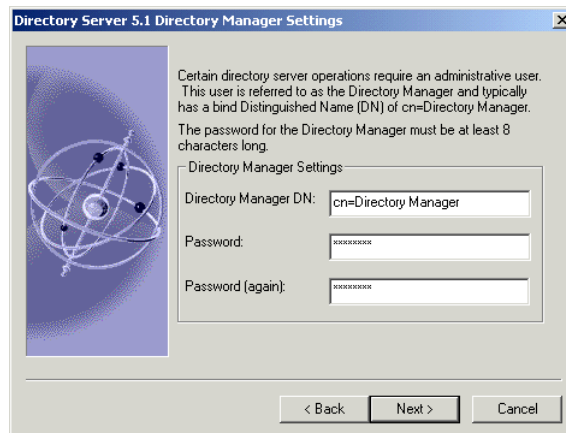 Directory Server 5.1 Directory Manager Settings
Certain directory server operations require an administrative user.
This user is referred to as the Directory Manager and typically
has a bind Distinguished Name (DN) of cn=Directory Manager.
The password for the Directory Manager must be at least 8
characters long.
Directory Manager Settings
Directory Manager DN: cn=Directory Manager
Password: xxxxxxxx
Password (again): xxxxxxxx
< Back Next > Cancel